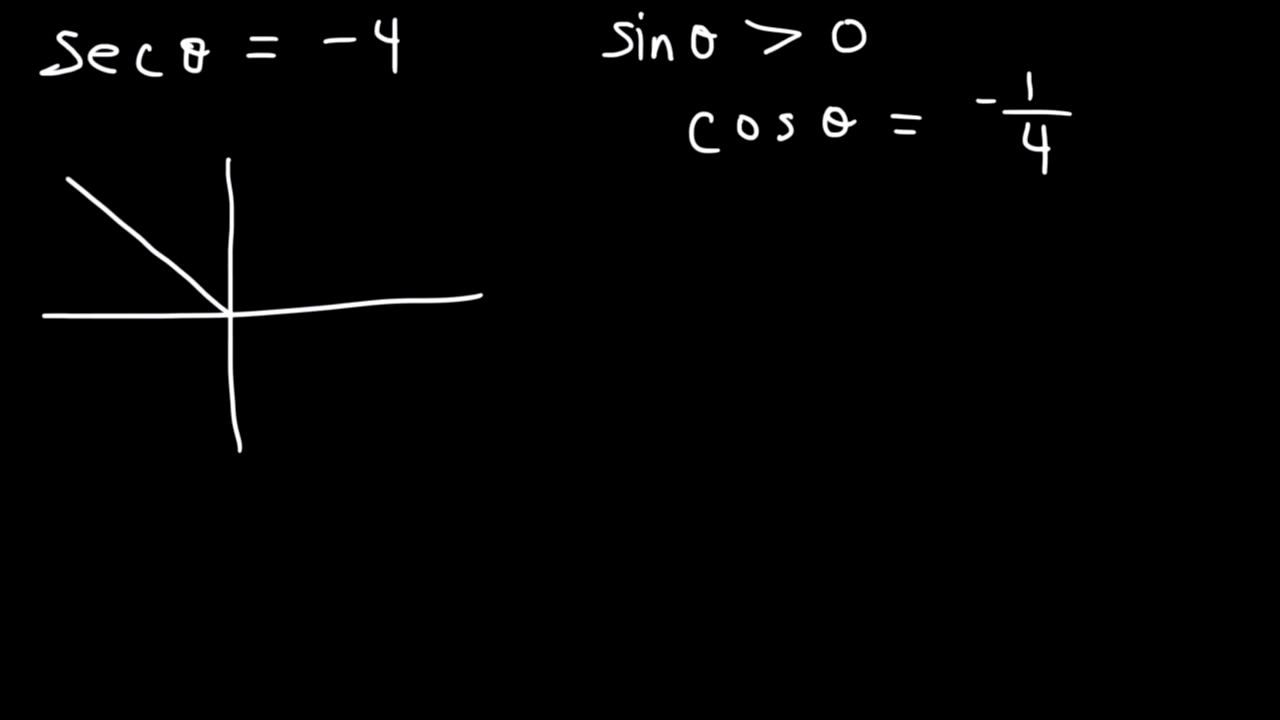 sec θ = -4
sin θ > 0
cos θ = -1/4